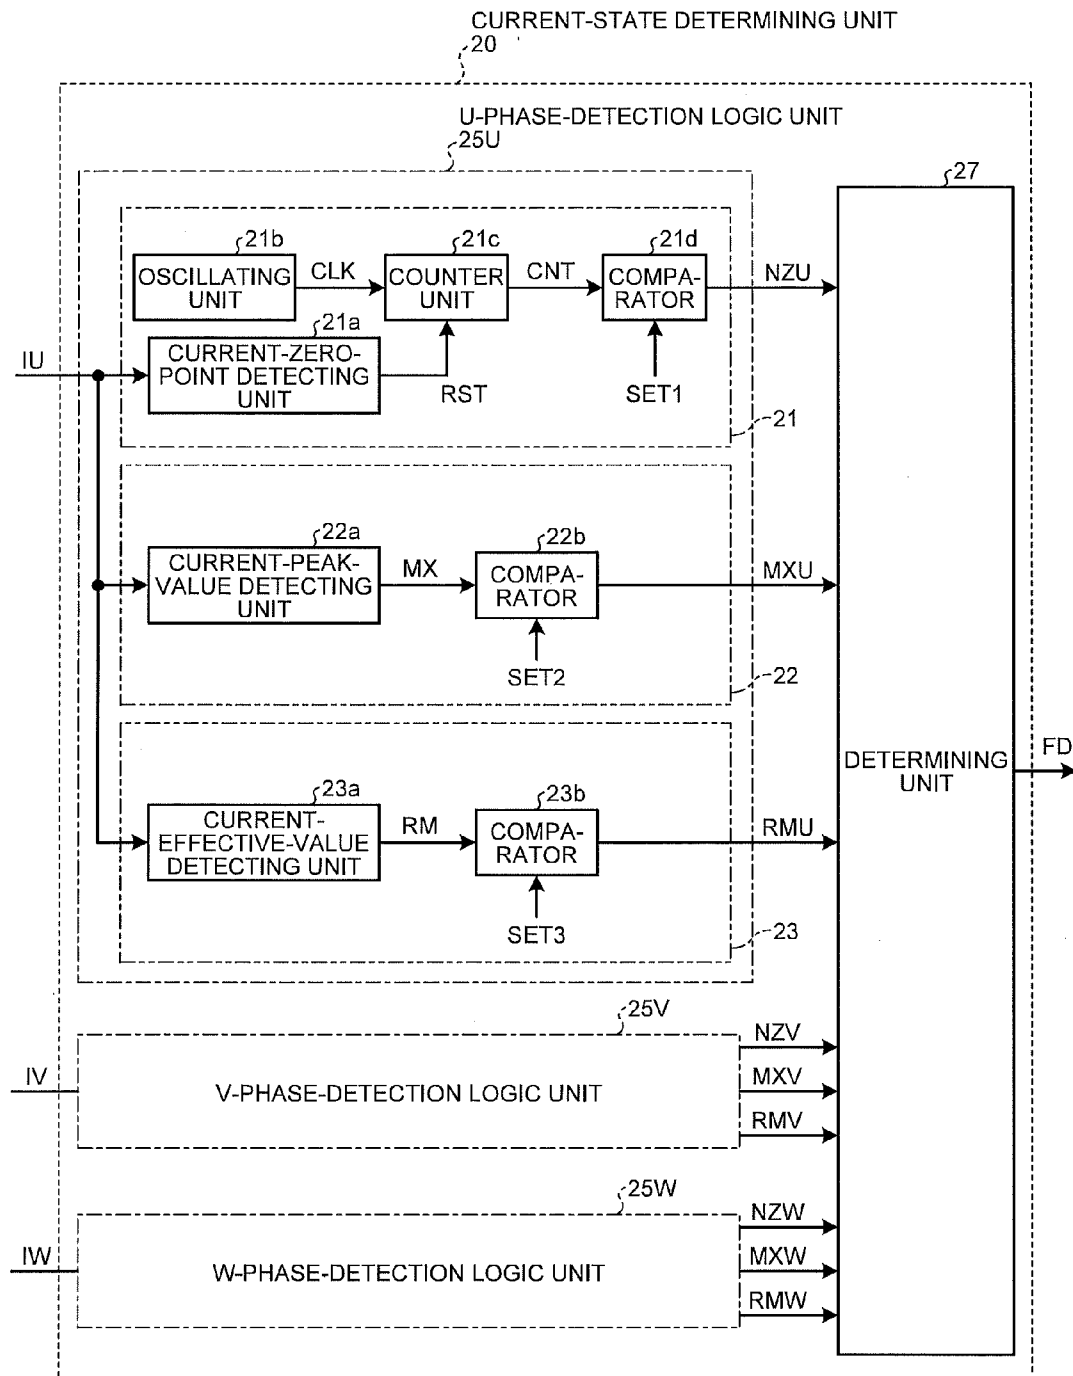 CURRENT-STATE DETERMINING UNIT
20
U-PHASE-DETECTION LOGIC UNIT
25U
27
21b
21c
21d
OSCILLATING
UNIT
CLK
COUNTER
UNIT
CNT
COMPA-
RATOR
NZU
21a
IU
CURRENT-ZERO-
POINT DETECTING
UNIT
RST
SET1
21
22a
22b
CURRENT-PEAK-
VALUE DETECTING
UNIT
MX
COMPA-
RATOR
MXU
SET2
22
DETERMINING
UNIT
FD
23a
23b
CURRENT-
EFFECTIVE-VALUE
DETECTING UNIT
RM
COMPA-
RATOR
RMU
SET3
23
25V
IV
V-PHASE-DETECTION LOGIC UNIT
NZV
MXV
RMV
25W
IW
W-PHASE-DETECTION LOGIC UNIT
NZW
MXW
RMW